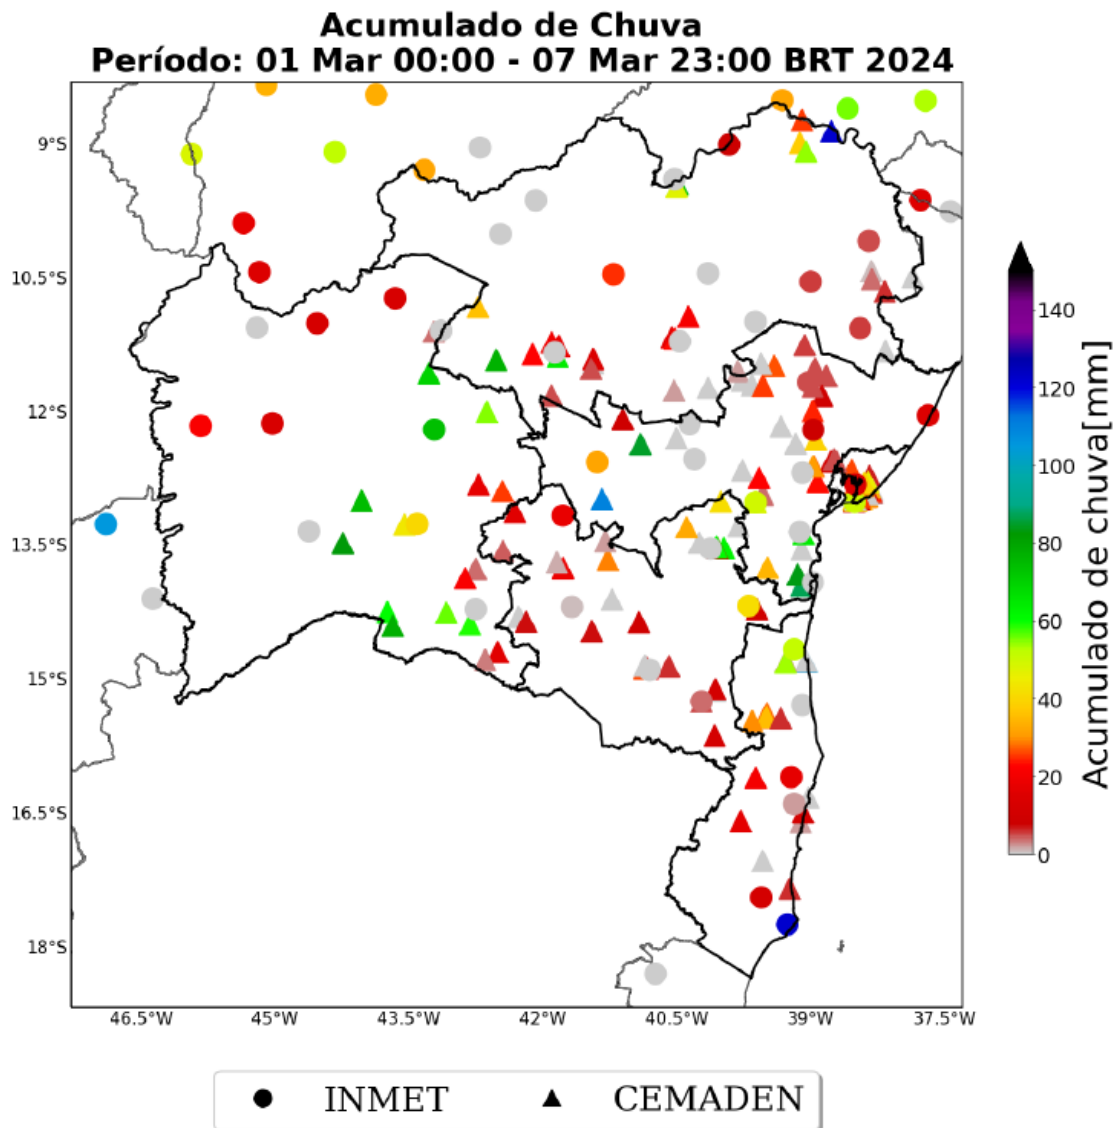 Acumulado de Chuva
Período: 01 Mar 00:00 - 07 Mar 23:00 BRT 2024
9°S
10.5°S
12°S
13.5°S
15°S
16.5°S
18°S
46.5°W 45°W 43.5°W 42°W 40.5°W 39°W 37.5°W
140
120
100
80
60
40
20
0
Acumulado de chuva[mm]
INMET CEMADEN